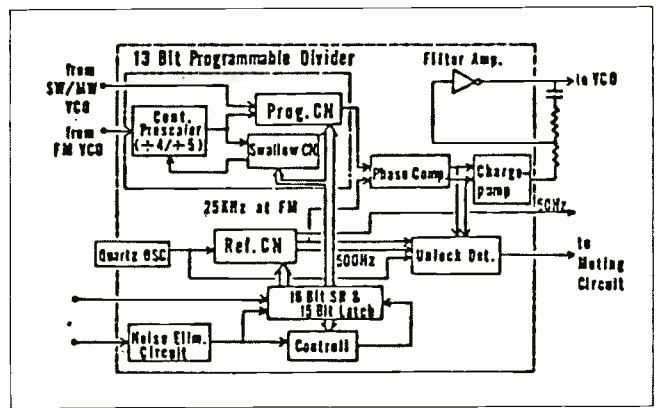 13 Bit Programmable Divider
Filter Amp.
from
SW/MW
VCO
to VCO
Prog. CN
from
FM VCO
Cont.
Prescaler
(÷4/÷5)
Swallow CN
Phase Comp.
Charge-
pump
25KHz at FM
50Hz
Quartz OSC
Ref. CN
500Hz
Unlock Det.
to
Muting
Circuit
16 Bit SR &
15 Bit Latch
Noise Elim.
Circuit
Controll